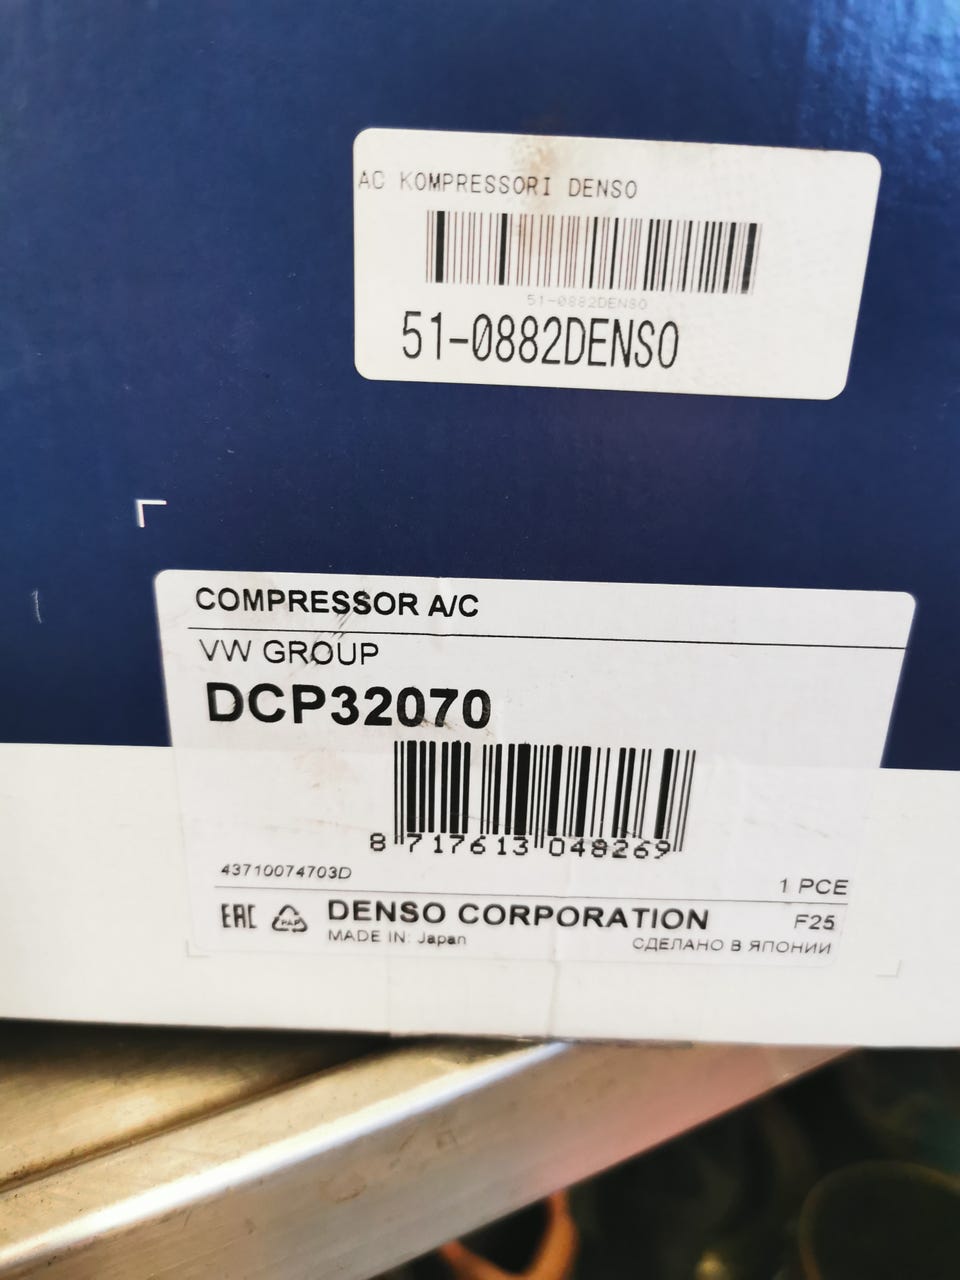 AC KOMPRESSORI DENSO
51-0882DENSO
51-0882DENSO
COMPRESSOR A/C
VW GROUP
DCP32070
8 717613 048269
43710074703D
1 PCE
EAC PAP DENSO CORPORATION F25
MADE IN: Japan СДЕЛАНО В ЯПОНИИ